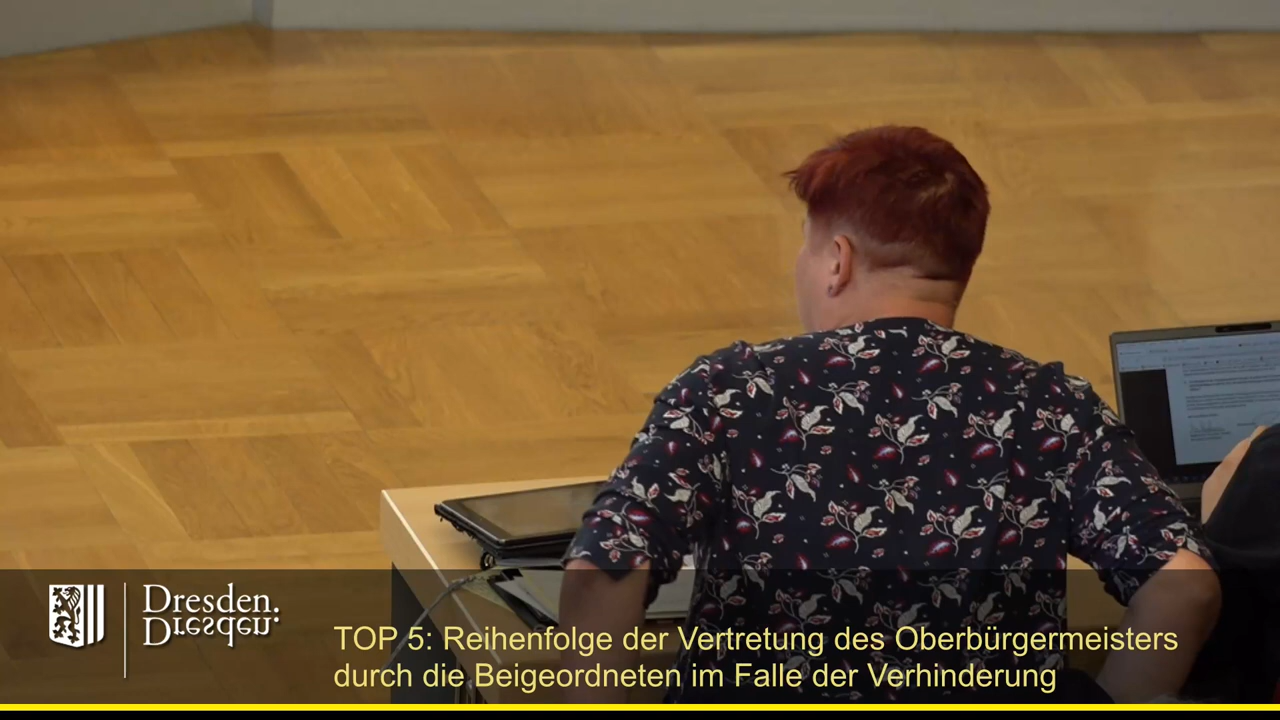 Dresden.
Dresden.
TOP 5: Reihenfolge der Vertretung des Oberbürgermeisters
durch die Beigeordneten im Falle der Verhinderung